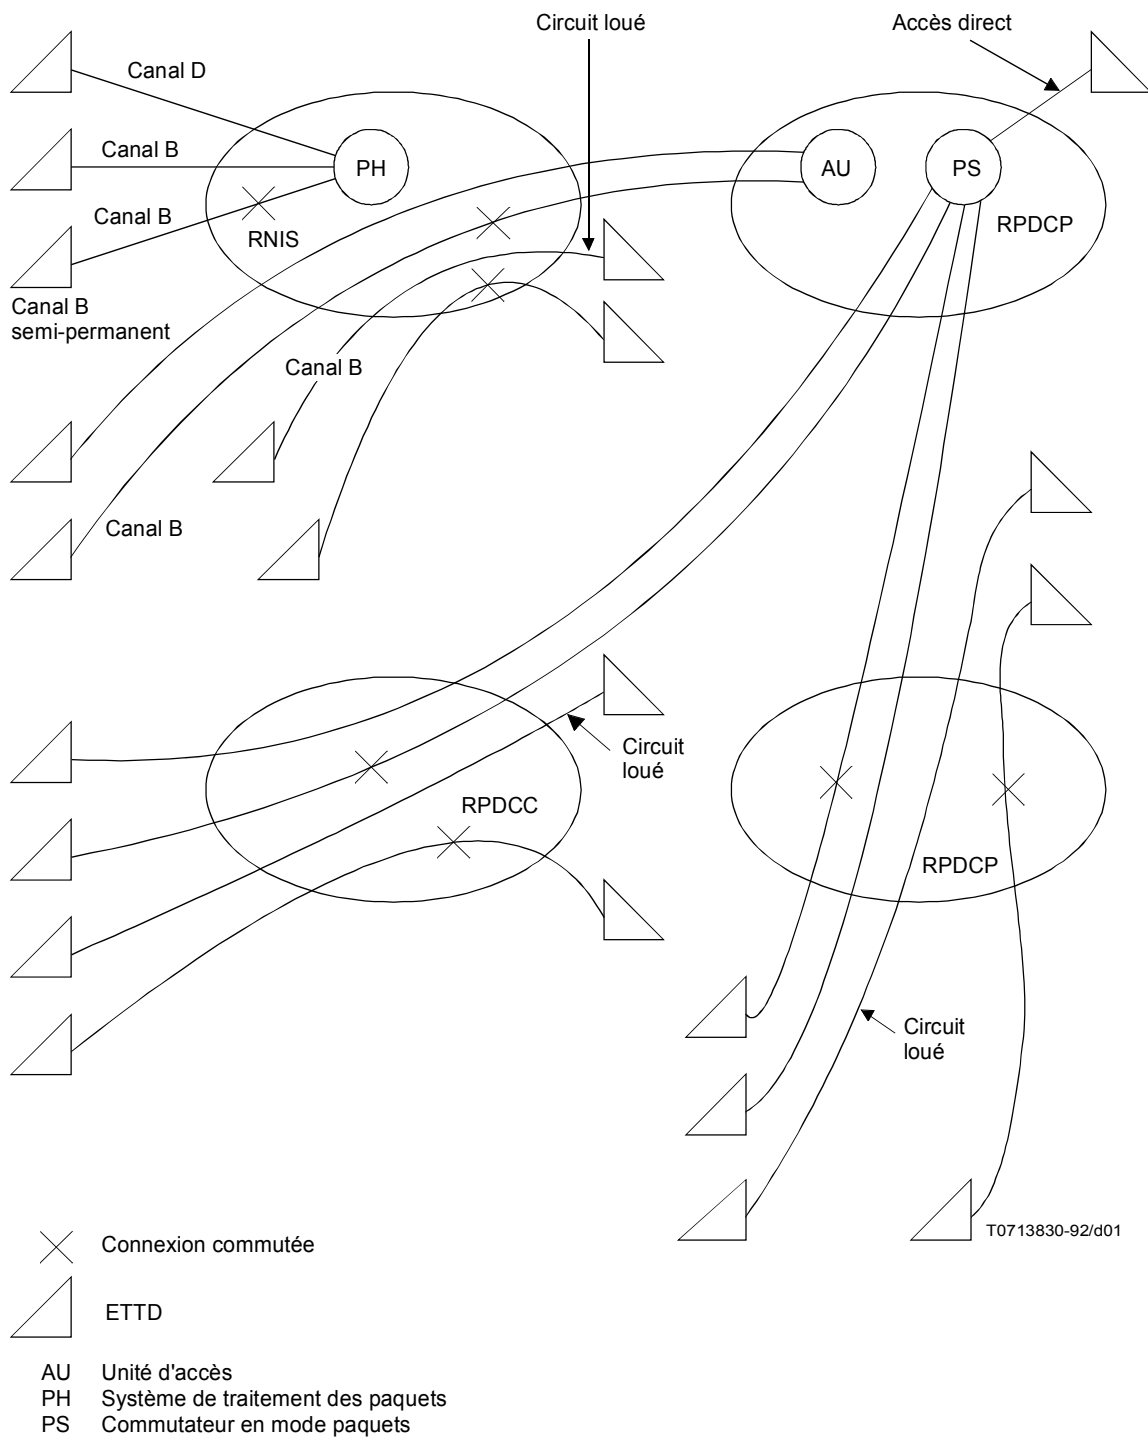 Circuit loué
Accès direct
Canal D
Canal B
PH
AU
PS
Canal B
RNIS
RPDCP
Canal B
semi-permanent
Canal B
Canal B
Circuit
loué
RPDCC
RPDCP
Circuit
loué
T0713830-92/d01
Connexion commutée
ETTD
AU Unité d'accès
PH Système de traitement des paquets
PS Commutateur en mode paquets